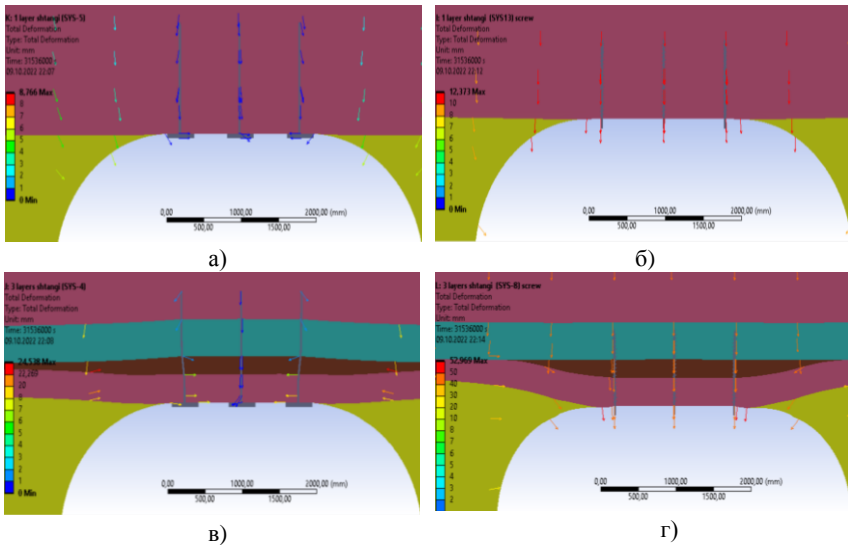 K: 1 layer shtangi (SYS-5)
Total Deformation
Type: Total Deformation
Unit: mm
Time: 31536000 s
09.10.2022 22:07
8,766 Max
8
7
6
5
4
3
2
1
0 Min
0,00 1000,00 2000,00 (mm)
500,00 1500,00
а)
1 layer shtangi (SYS13) screw
Total Deformation
Type: Total Deformation
Unit: mm
Time: 31536000 s
09.10.2022 22:12
12,373 Max
10
9
8
7
6
5
4
3
2
1
0 Min
0,00 1000,00 2000,00 (mm)
500,00 1500,00
б)
3 layers shtangi (SYS-4)
Total Deformation
Type: Total Deformation
Unit: mm
Time: 31536000 s
09.10.2022
24,538 Max
20
10
8
7
6
5
4
3
2
1
0 Min
0,00 1000,00 2000,00 (mm)
500,00 1500,00
в)
L: 3 layers shtangi (SYS-8) screw
Total Deformation
Type: Total Deformation
Unit: mm
Time: 31536000 s
09.10.2022 22:14
52,969 Max
50
40
30
20
10
8
7
6
5
4
3
2
0,00 1000,00 2000,00 (mm)
500,00 1500,00
г)